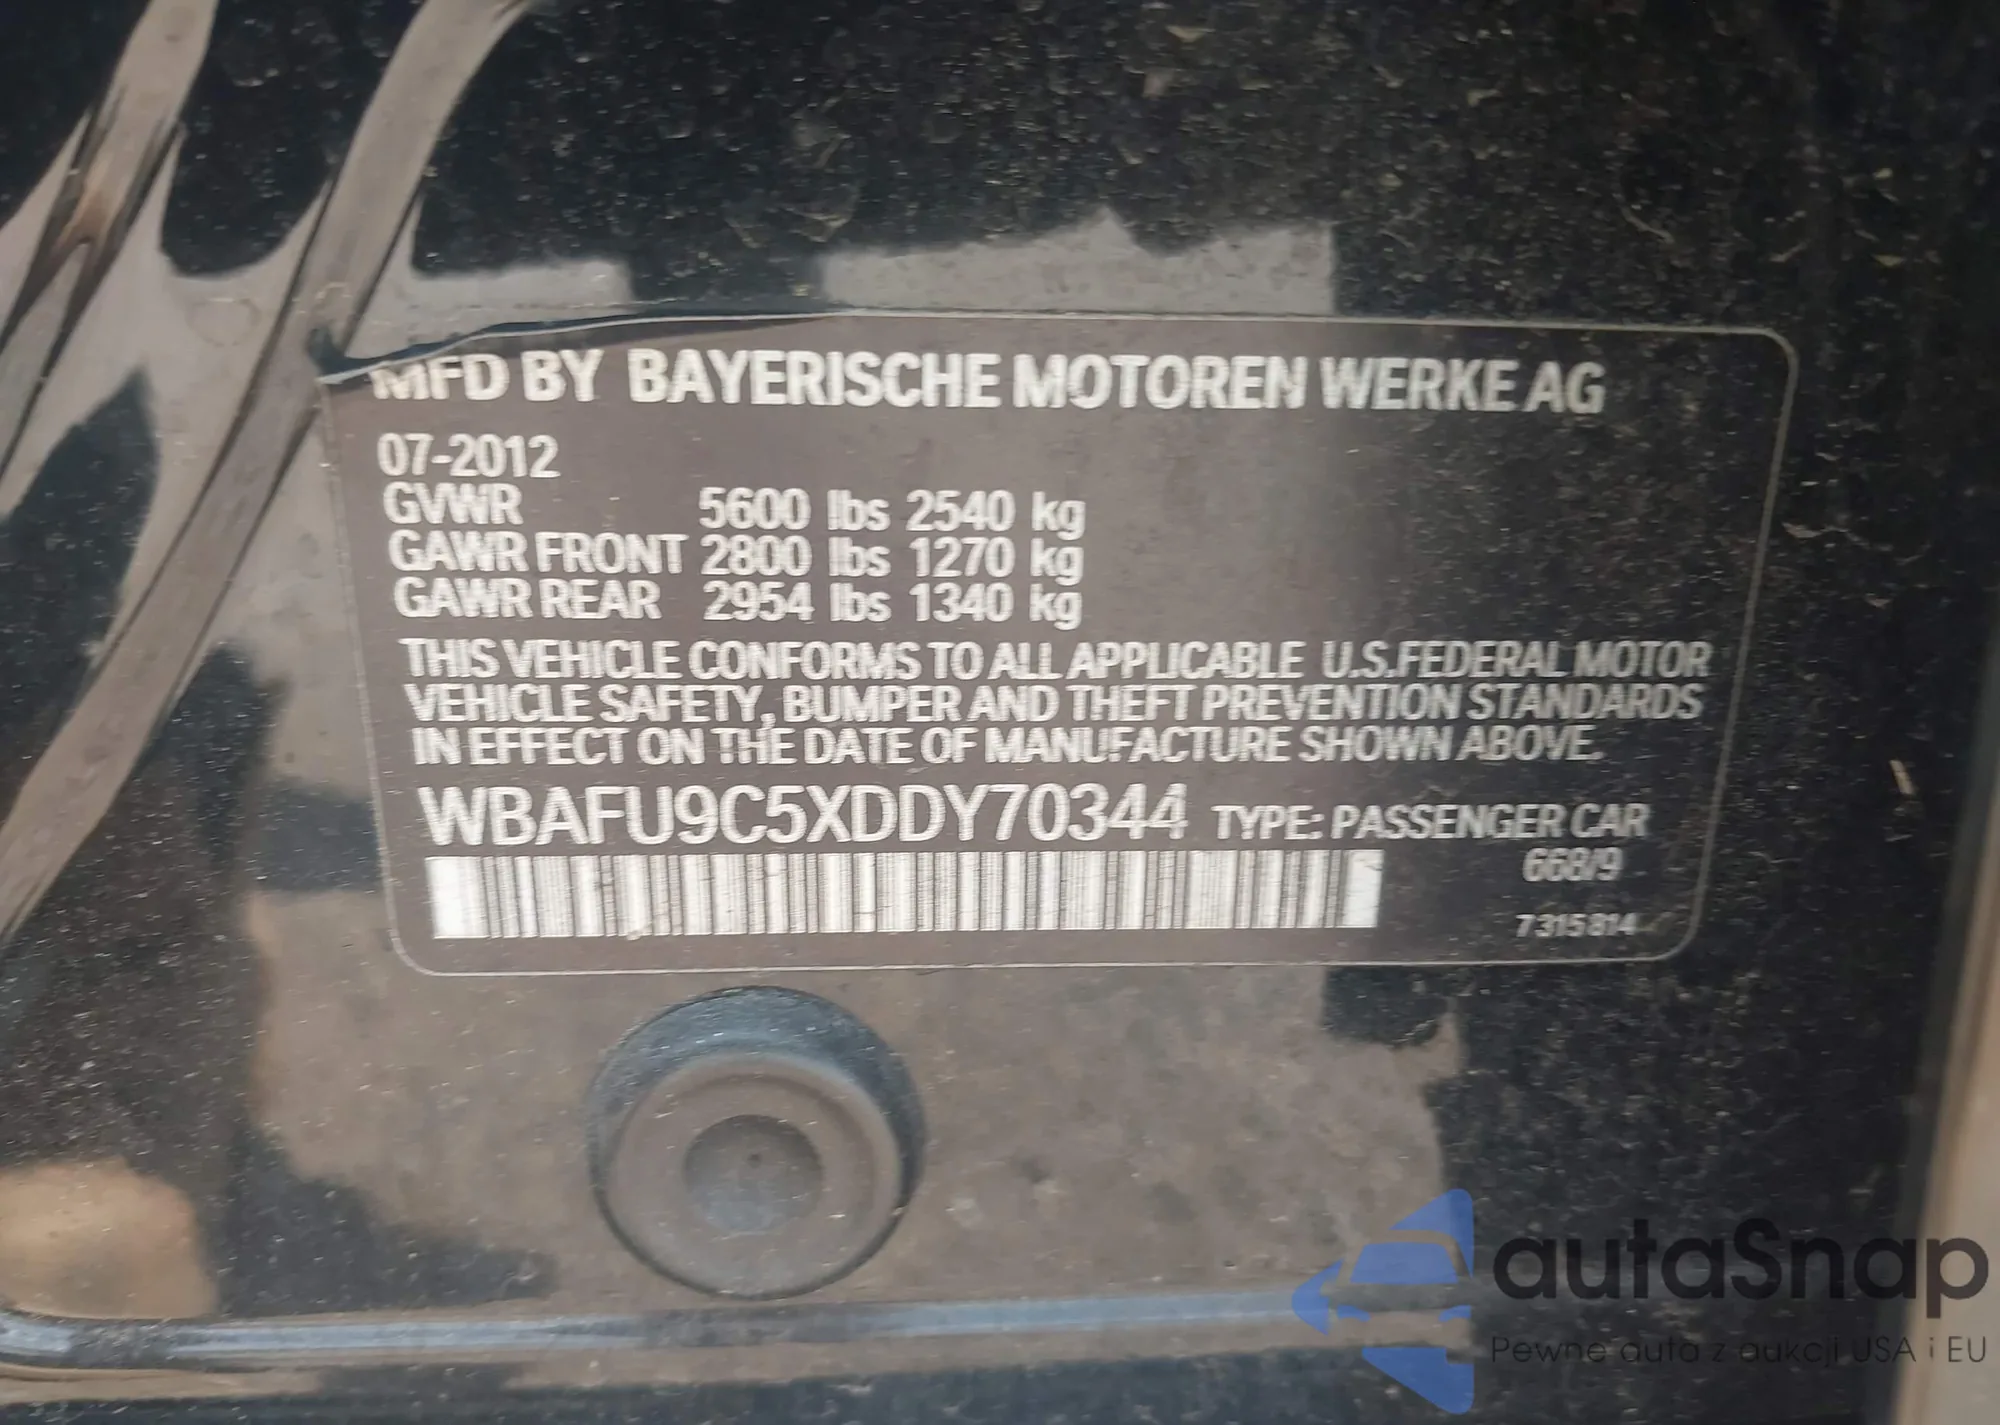 MFD BY BAYERISCHE MOTOREN WERKE AG
07-2012
GVWR 5600 lbs 2540 kg
GAWR FRONT 2800 lbs 1270 kg
GAWR REAR 2954 lbs 1340 kg
THIS VEHICLE CONFORMS TO ALL APPLICABLE U.S.FEDERAL MOTOR
VEHICLE SAFETY, BUMPER AND THEFT PREVENTION STANDARDS
IN EFFECT ON THE DATE OF MANUFACTURE SHOWN ABOVE.
WBAFU9C5XDDY70344 TYPE: PASSENGER CAR
668/9
7315814
autaSnap
Pewne auta z aukcji USA i EU